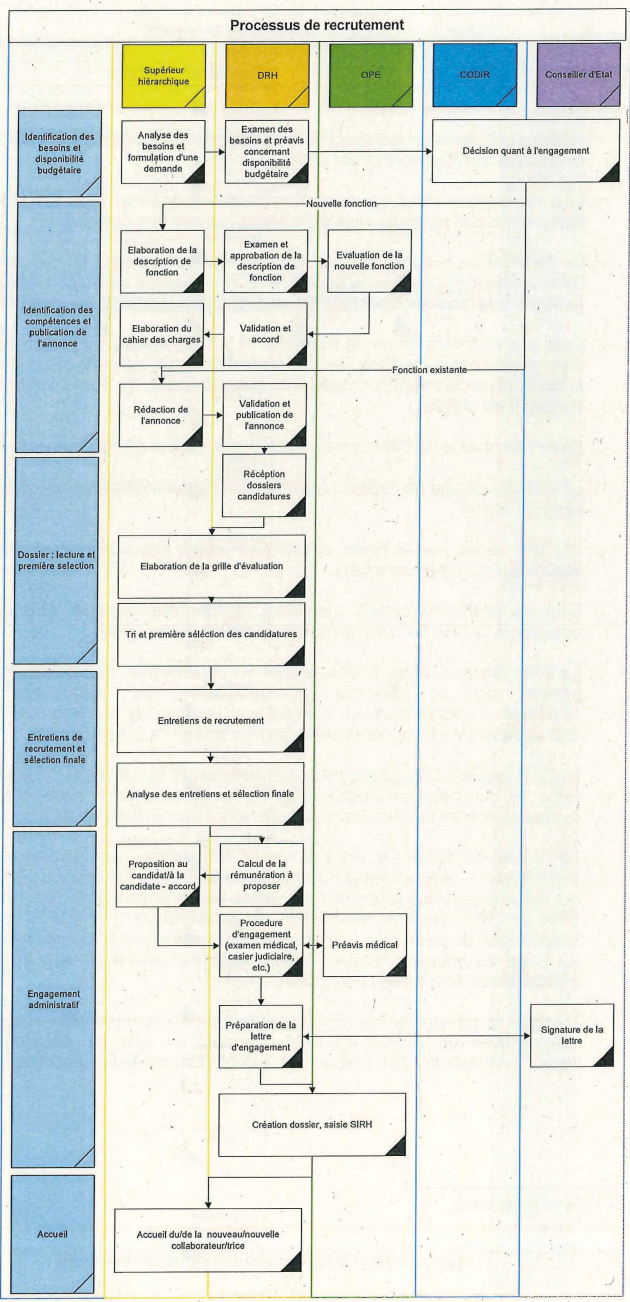 Processus de recrutement
Supérieur
hiérarchique
DRH
OPE
CODIR
Conseiller d'Etat
Identification des
besoins et
disponibilité
budgétaire
Analyse des
besoins et
formulation d'une
demande
Examen des
besoins et préavis
concernant
disponibilité
budgétaire
Décision quant à l'engagement
Nouvelle fonction
Identification des
compétences et
publication de
l'annonce
Elaboration de la
description de
fonction
Examen et
approbation de la
description de
fonction
Evaluation de la
nouvelle fonction
Elaboration du
cahier des charges
Validation et
accord
Fonction existante
Rédaction de
l'annonce
Validation et
publication de
l'annonce
Dossier : lecture et
première selection
Récéption
dossiers
candidatures
Elaboration de la grille d'évaluation
Tri et première séléction des candidatures
Entretiens de
recrutement et
sélection finale
Entretiens de recrutement
Analyse des entretiens et sélection finale
Engagement
administratif
Proposition au
candidat/à la
candidate - accord
Calcul de la
rémunération à
proposer
Procedure
d'engagement
(examen médical,
casier judiciaire,
etc.)
Préavis médical
Préparation de la
lettre
d'engagement
Signature de la
lettre
Création dossier, saisie SIRH
Accueil
Accueil du/de la nouveau/nouvelle
collaborateur/trice